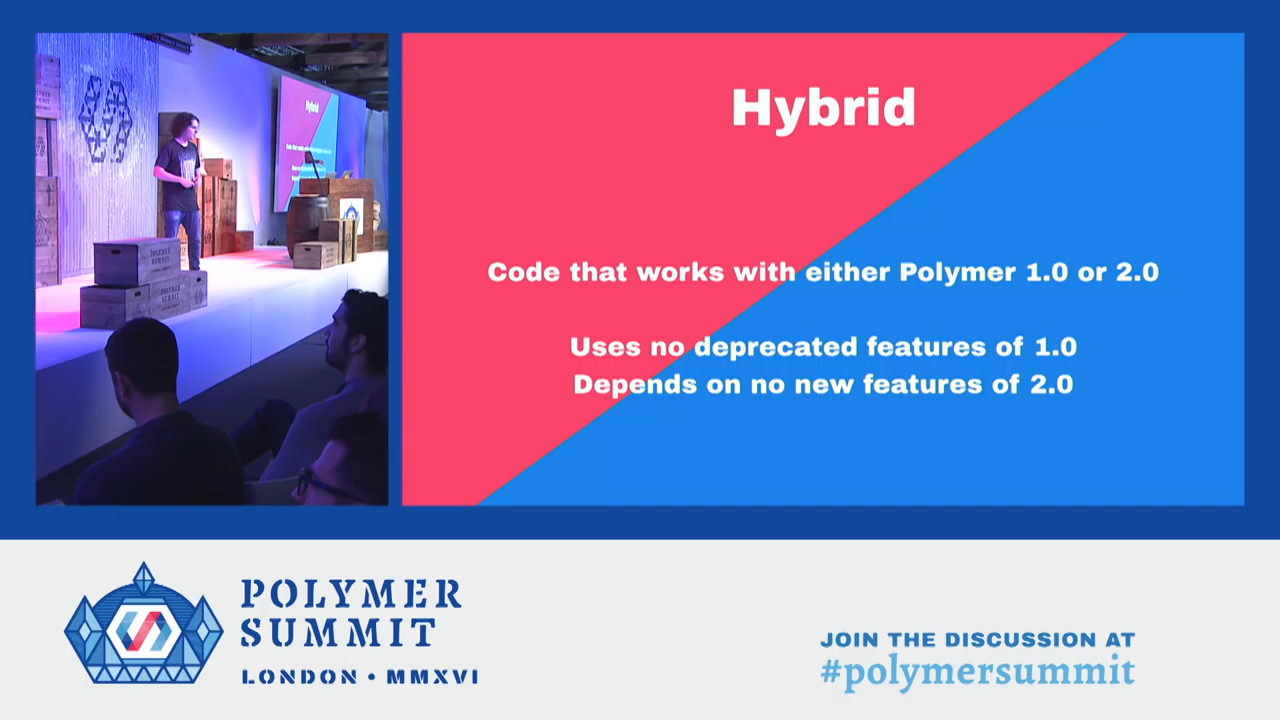 Hybrid
Code that works with either Polymer 1.0 or 2.0
Uses no deprecated features of 1.0
Depends on no new features of 2.0
POLYMER
SUMMIT
LONDON • MMXVI
JOIN THE DISCUSSION AT
#polymersummit